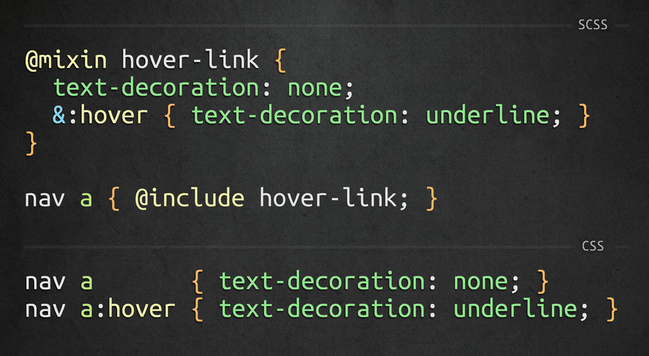 SCSS
@mixin hover-link {
  text-decoration: none;
  &:hover { text-decoration: underline; }
}
nav a { @include hover-link; }
CSS
nav a       { text-decoration: none; }
nav a:hover { text-decoration: underline; }